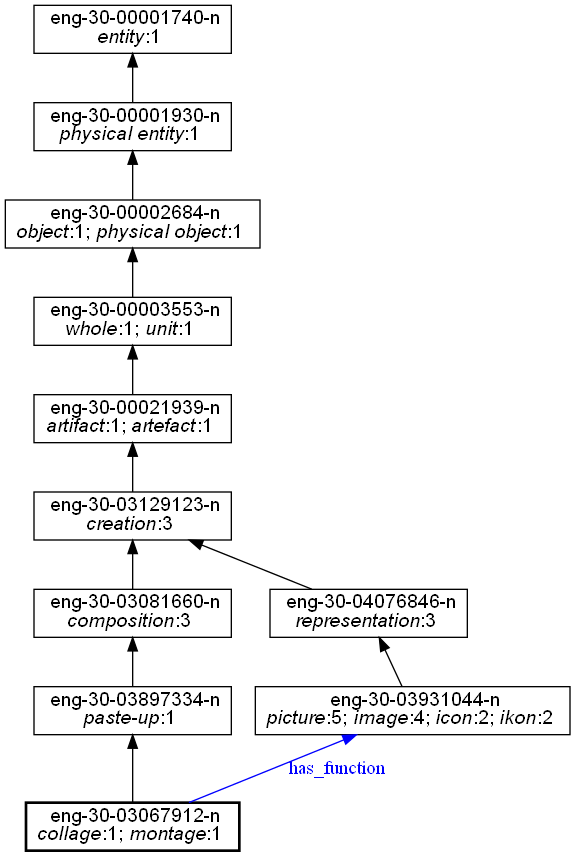 eng-30-00001740-n
entity:1
eng-30-00001930-n
physical entity:1
eng-30-00002684-n
object:1; physical object:1
eng-30-00003553-n
whole:1; unit:1
eng-30-00021939-n
artifact:1; artefact:1
eng-30-03129123-n
creation:3
eng-30-03081660-n
composition:3
eng-30-04076846-n
representation:3
eng-30-03897334-n
paste-up:1
eng-30-03931044-n
picture:5; image:4; icon:2; ikon:2
has_function
eng-30-03067912-n
collage:1; montage:1